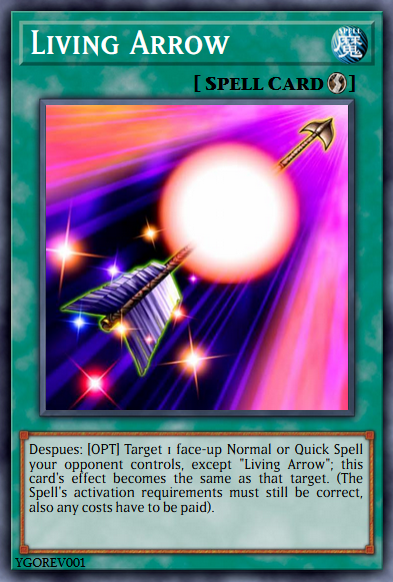 LIVING ARROW
SPELL
魔
[ SPELL CARD ]
Despues: [OPT] Target 1 face-up Normal or Quick Spell
your opponent controls, except "Living Arrow"; this
card's effect becomes the same as that target. (The
Spell's activation requirements must still be correct,
also any costs have to be paid).
YGOREV001